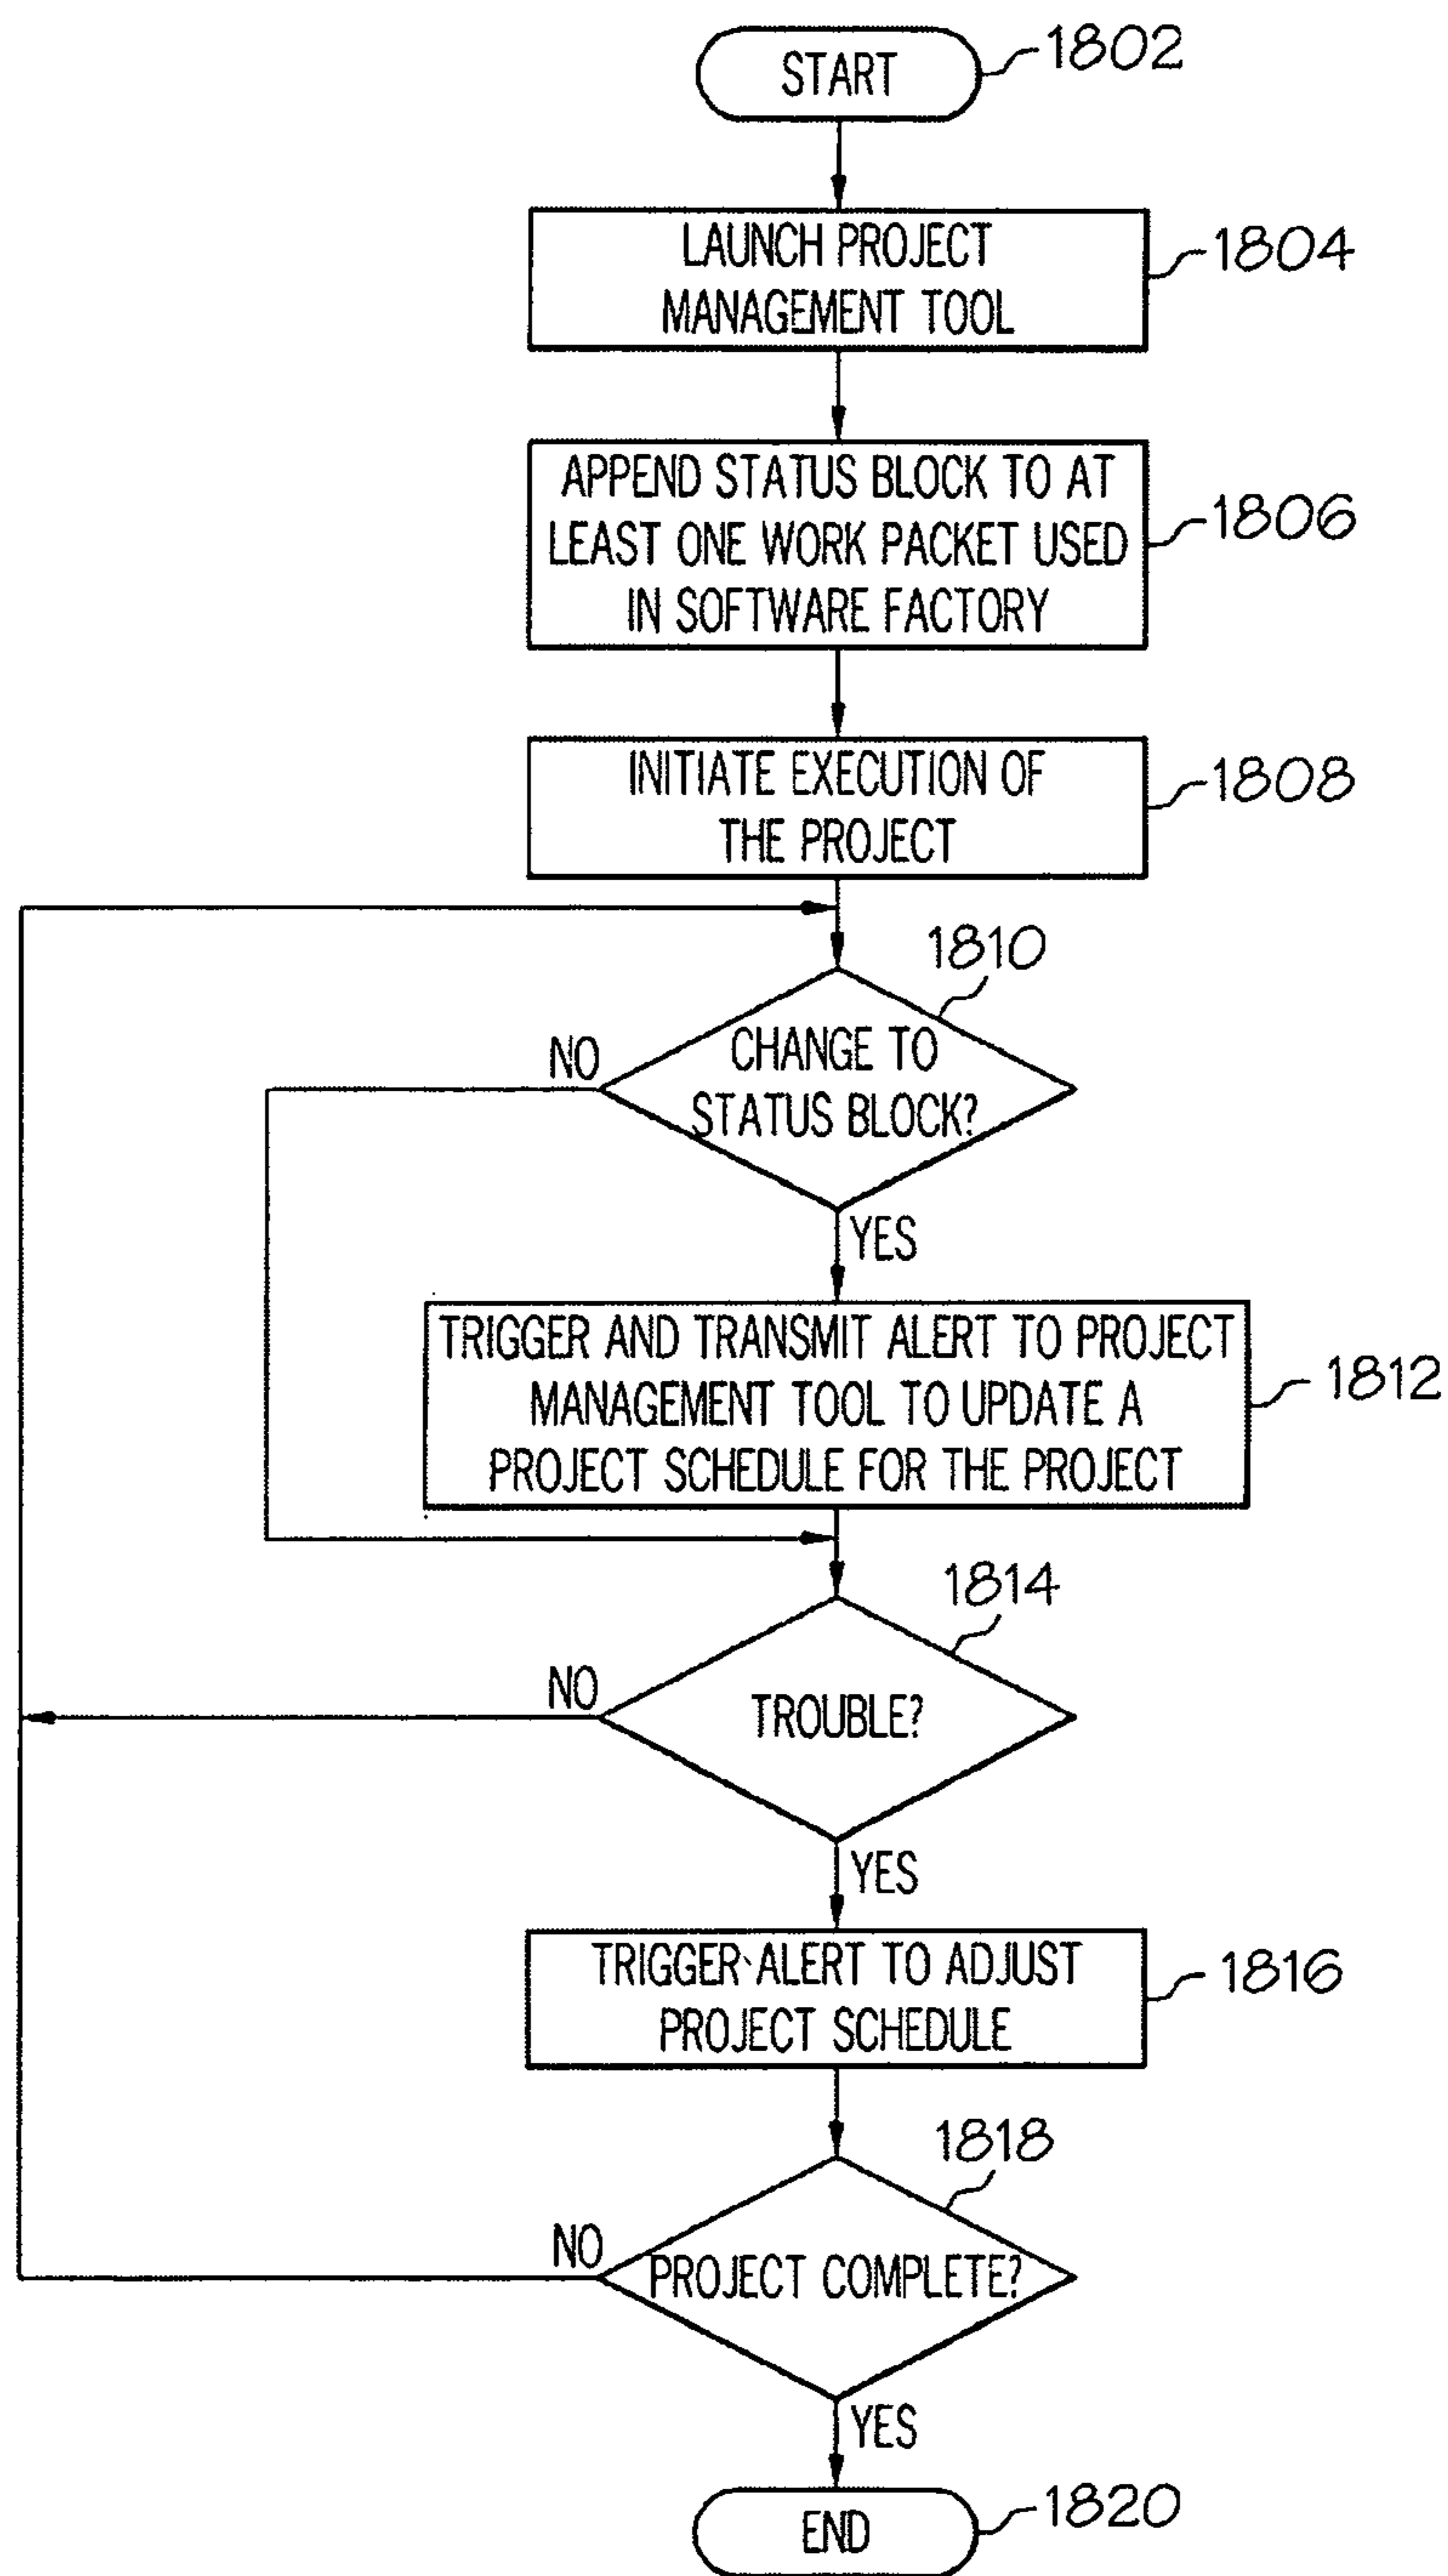 START
1802
LAUNCH PROJECT
MANAGEMENT TOOL
1804
APPEND STATUS BLOCK TO AT
LEAST ONE WORK PACKET USED
IN SOFTWARE FACTORY
1806
INITIATE EXECUTION OF
THE PROJECT
1808
1810
NO
CHANGE TO
STATUS BLOCK?
YES
TRIGGER AND TRANSMIT ALERT TO PROJECT
MANAGEMENT TOOL TO UPDATE A
PROJECT SCHEDULE FOR THE PROJECT
1812
1814
NO
TROUBLE?
YES
TRIGGER ALERT TO ADJUST
PROJECT SCHEDULE
1816
1818
NO
PROJECT COMPLETE?
YES
END
1820